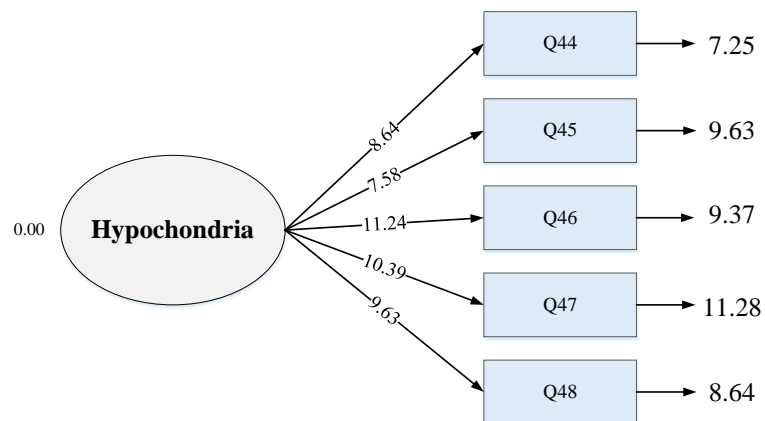 Q44
7.25
8.64
Q45
9.63
7.58
0.00
Hypochondria
11.24
Q46
9.37
10.39
Q47
11.28
9.63
Q48
8.64